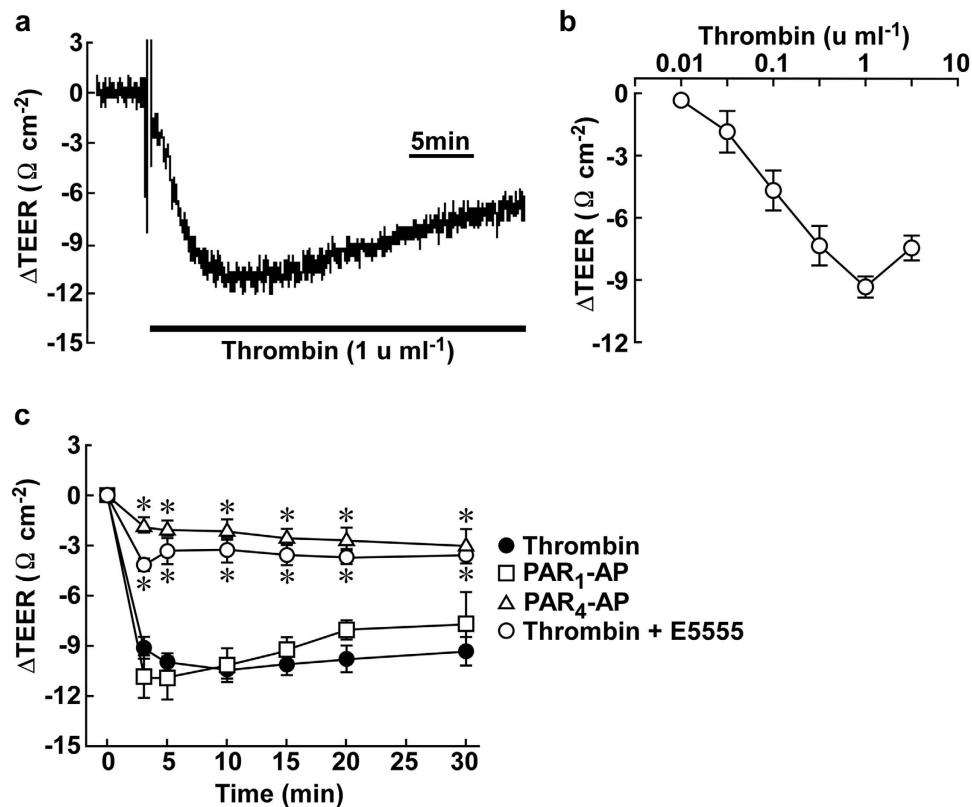 a
3
0
-3
-6
-9
-12
-15
ΔTEER (Ω cm⁻²)
5min
Thrombin (1 u ml⁻¹)
b
Thrombin (u ml⁻¹)
0.01 0.1 1 10
0
-3
-6
-9
-12
ΔTEER (Ω cm⁻²)
c
3
0
-3
-6
-9
-12
-15
ΔTEER (Ω cm⁻²)
* * * * * *
* * * * * *
0 5 10 15 20 25 30
Time (min)
Thrombin
PAR₁-AP
PAR₄-AP
Thrombin + E5555